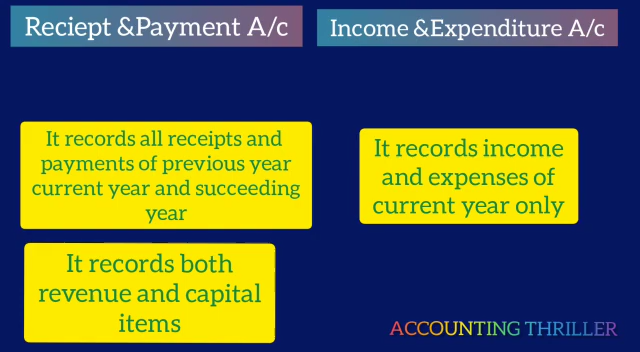 Reciept &Payment A/c
Income &Expenditure A/c
It records all receipts and
payments of previous year
current year and succeeding
year
It records income
and expenses of
current year only
It records both
revenue and capital
items
ACCOUNTING THRILLER